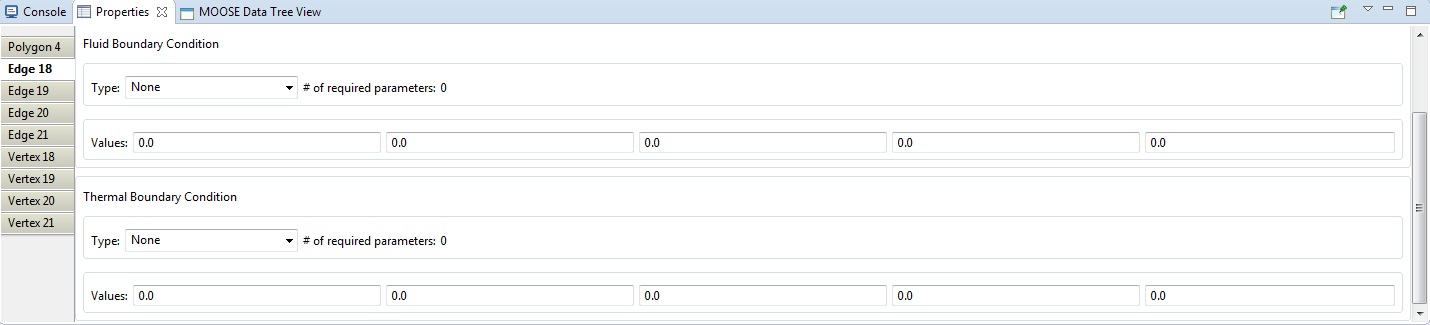 Console Properties MOOSE Data Tree View
Polygon 4
Edge 18
Edge 19
Edge 20
Edge 21
Vertex 18
Vertex 19
Vertex 20
Vertex 21
Fluid Boundary Condition
Type: None # of required parameters: 0
Values: 0.0 0.0 0.0 0.0 0.0
Thermal Boundary Condition
Type: None # of required parameters: 0
Values: 0.0 0.0 0.0 0.0 0.0